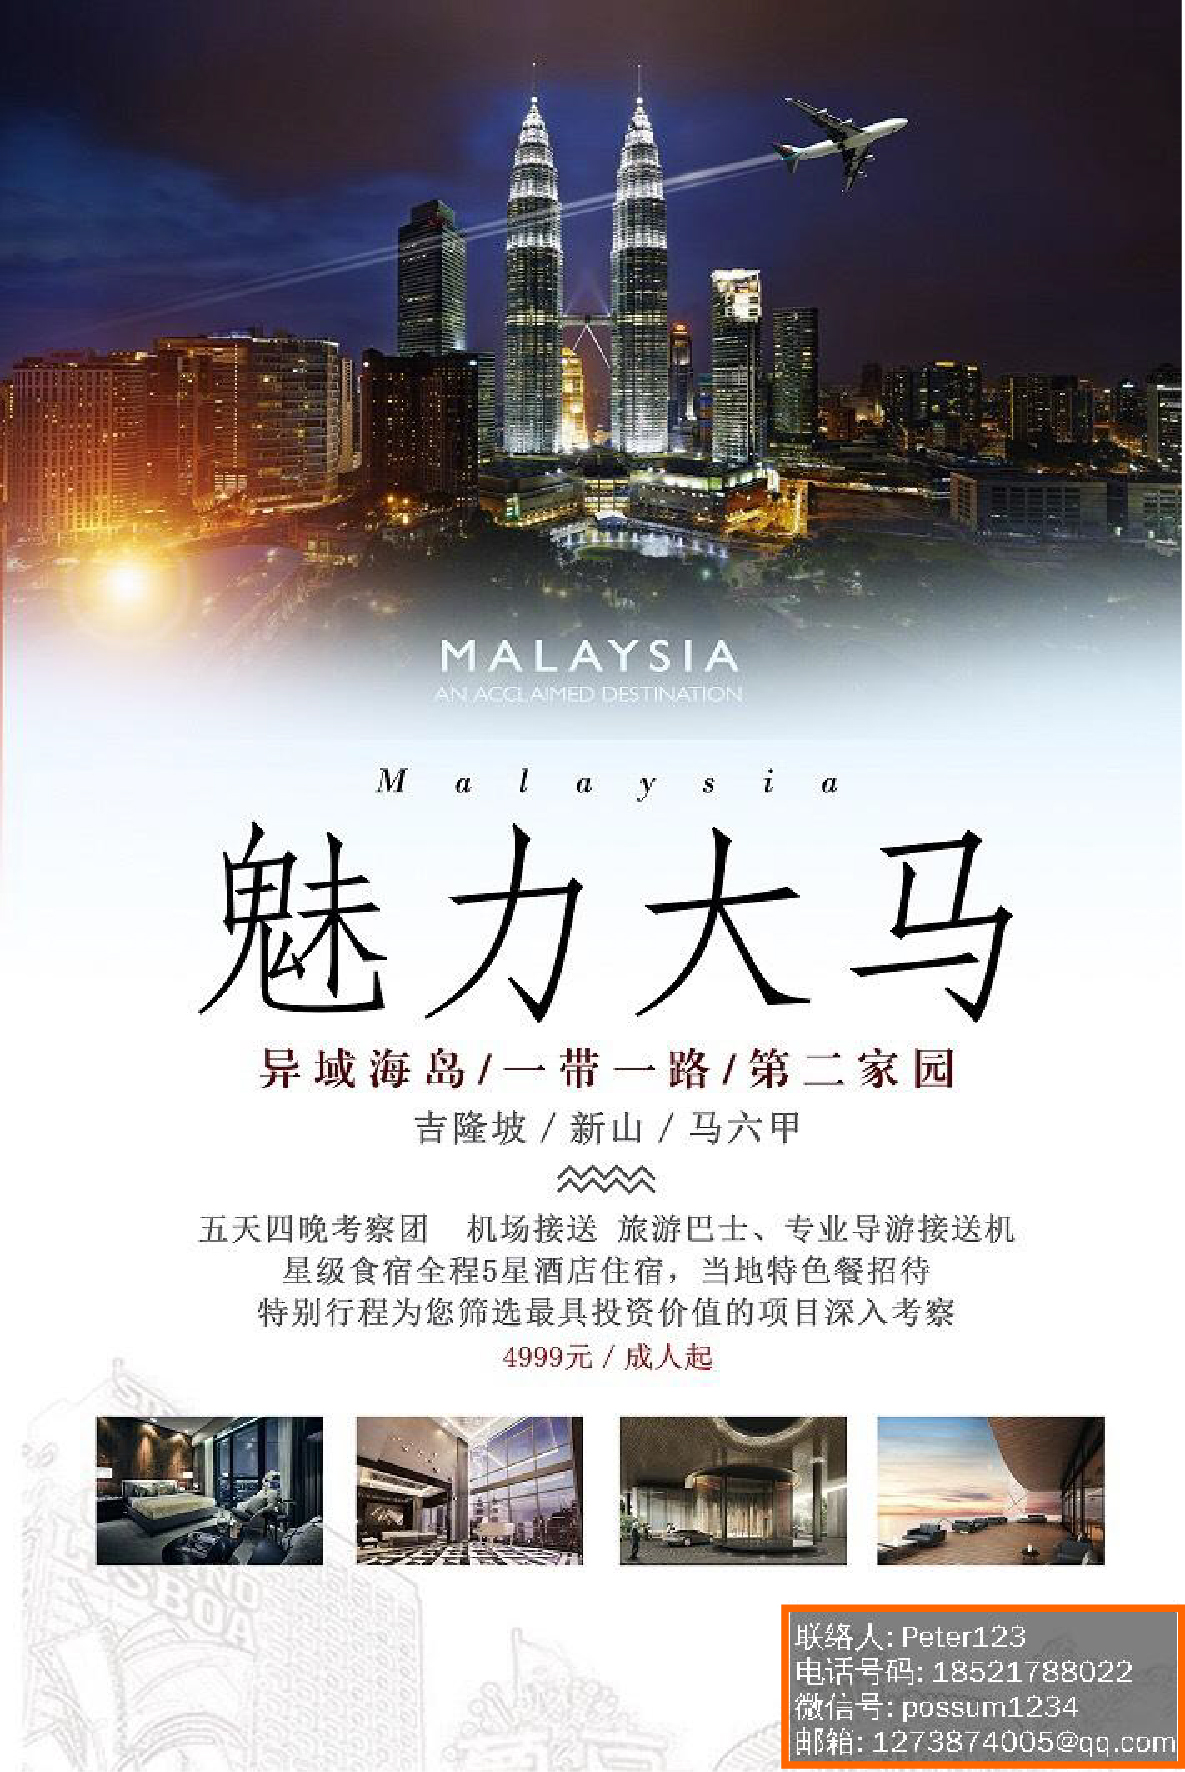 MALAYSIA
AN ACCLAIMED DESTINATION
Malaysia
魅力大马
异域海岛/一带一路/第二家园
吉隆坡 / 新山 / 马六甲
五天四晚考察团 机场接送 旅游巴士、专业导游接送机
星级食宿全程5星酒店住宿，当地特色餐招待
特别行程为您筛选最具投资价值的项目深入考察
4999元 / 成人起
LISBOA
联络人: Peter123
电话号码: 18521788022
微信号: possum1234
邮箱: 1273874005@qq.com